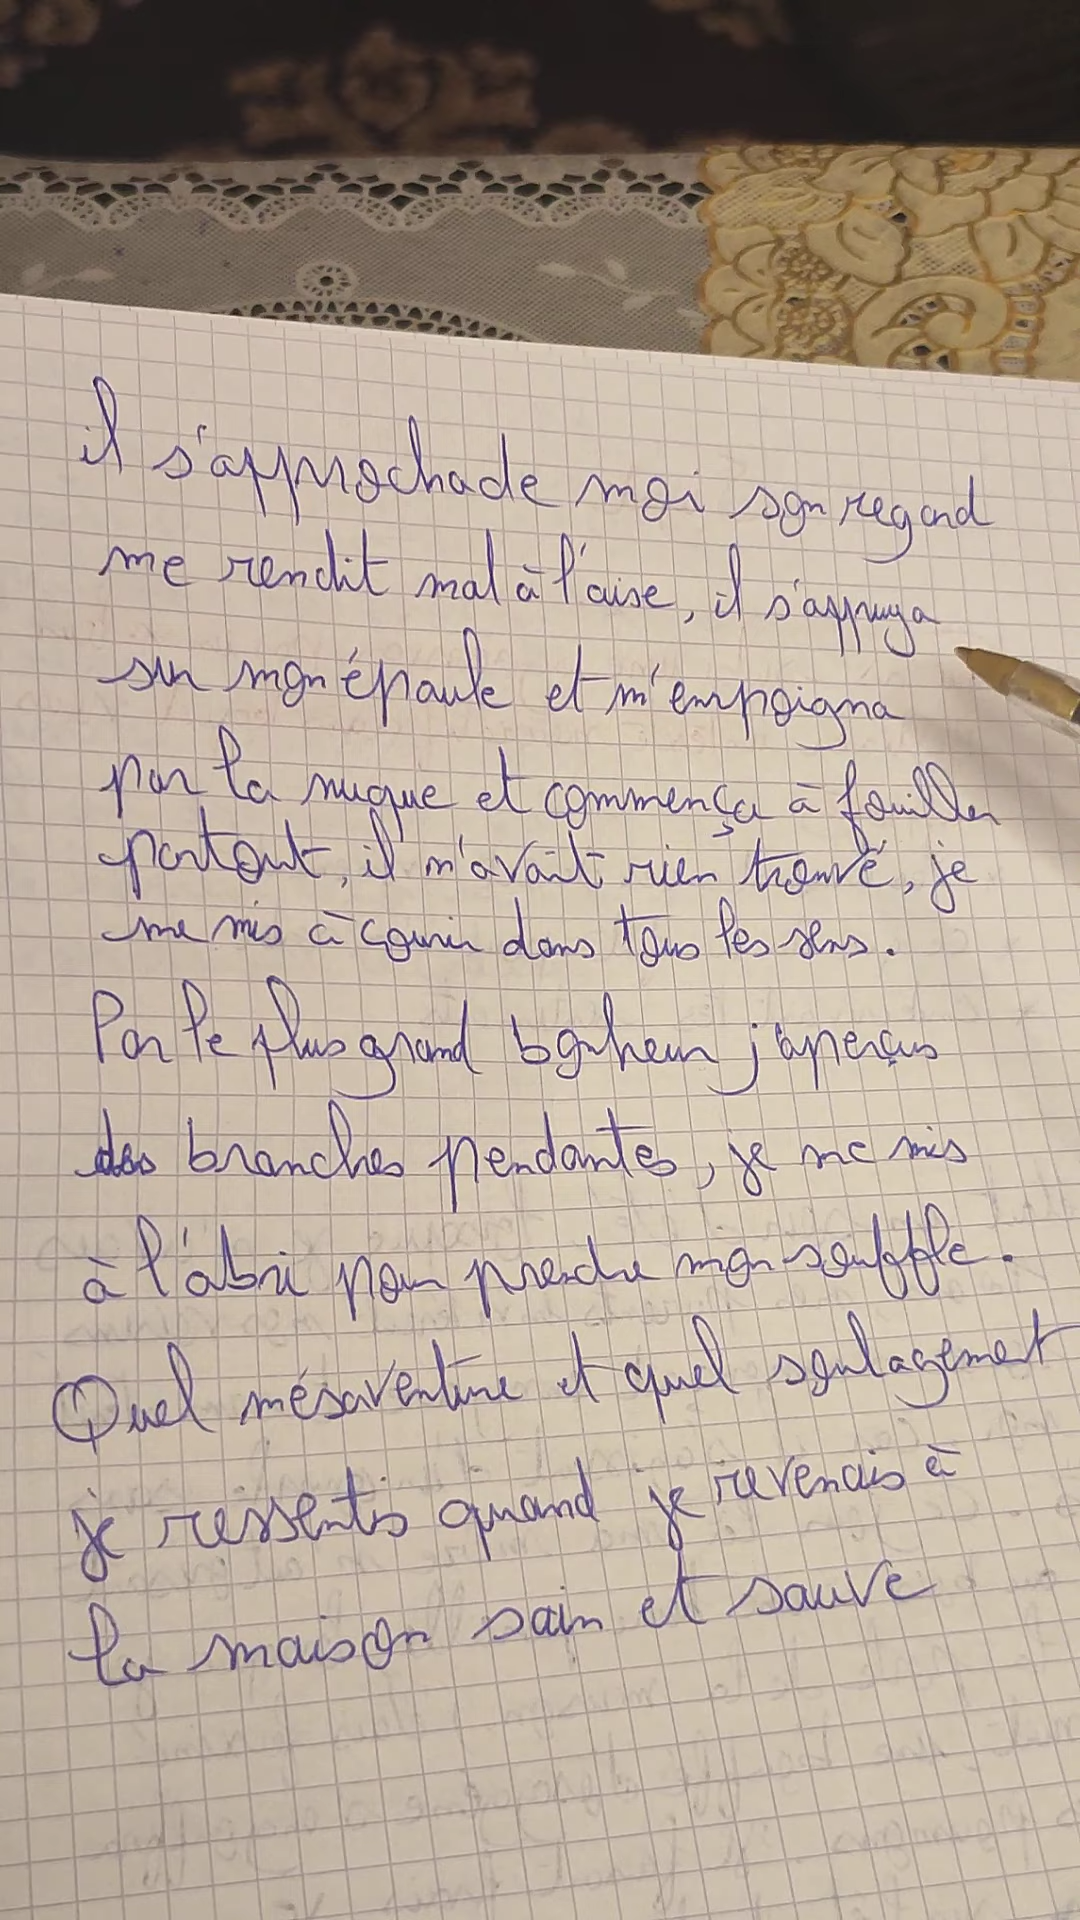 il s'approcha de moi son regard
me rendit mal à l'aise, il s'appuya
sur mon épaule et m'empoigna
par la nuque et commença à fouiller
partout, il n'avait rien trouvé, je
me mis à courir dans tous les sens.
Par le plus grand bonheur j'aperçus
des branches pendantes, je me mis
à l'abri pour prendre mon souffle.
Quel mésaventure et quel soulagement
je ressentis quand je revenais à
la maison sain et sauve